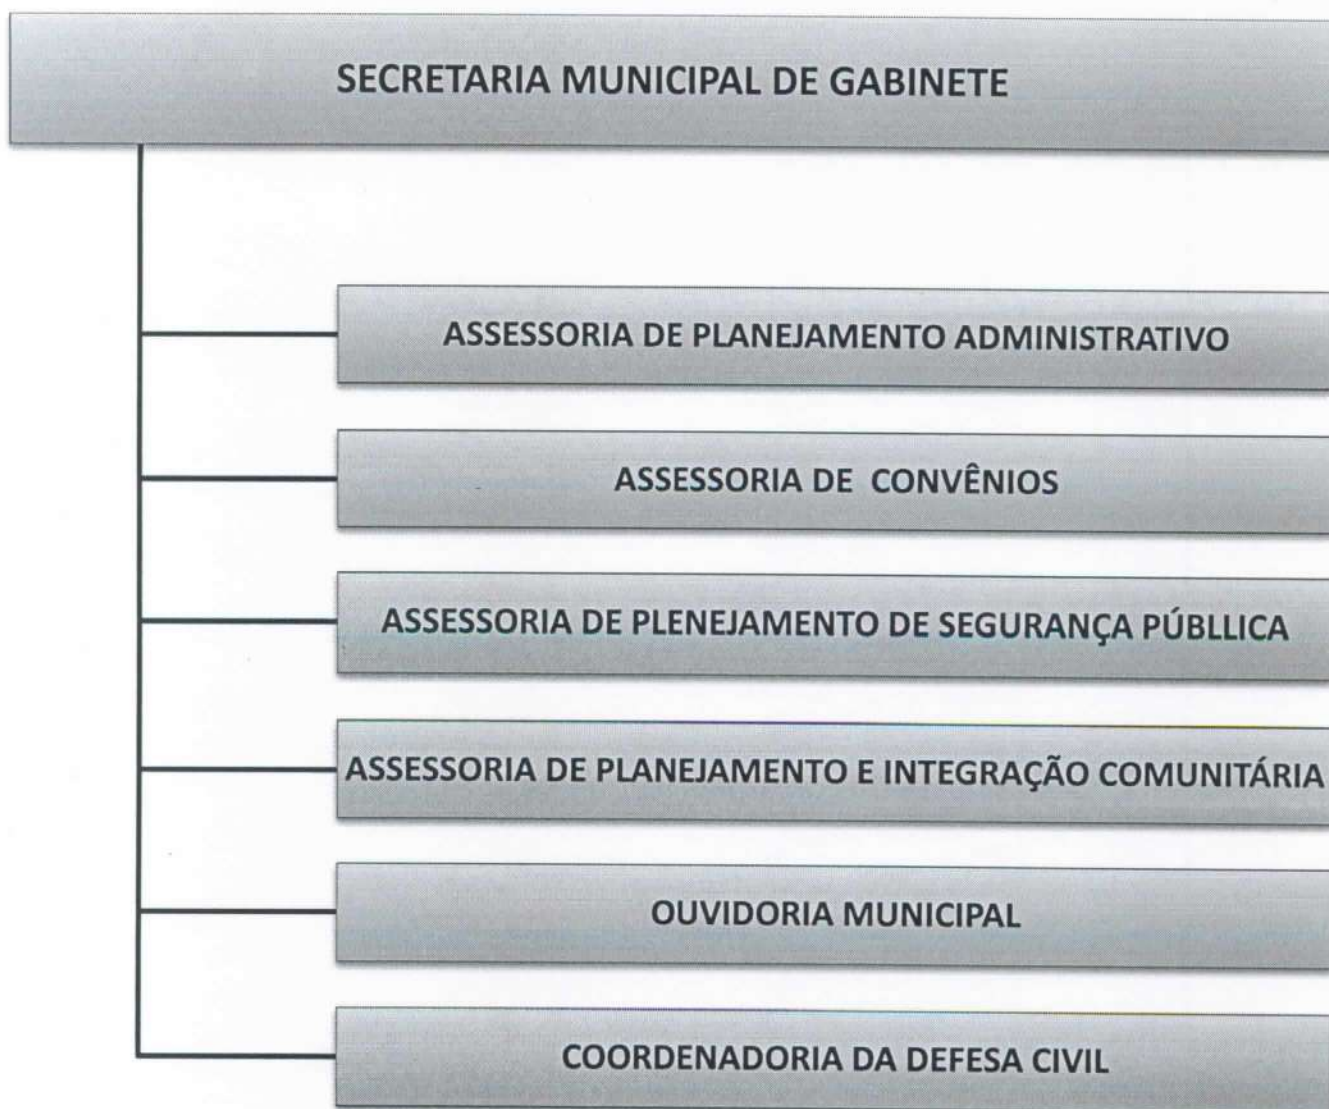 SECRETARIA MUNICIPAL DE GABINETE
ASSESSORIA DE PLANEJAMENTO ADMINISTRATIVO
ASSESSORIA DE CONVÊNIOS
ASSESSORIA DE PLENEJAMENTO DE SEGURANÇA PÚBLLICA
ASSESSORIA DE PLANEJAMENTO E INTEGRAÇÃO COMUNITÁRIA
OUVIDORIA MUNICIPAL
COORDENADORIA DA DEFESA CIVIL